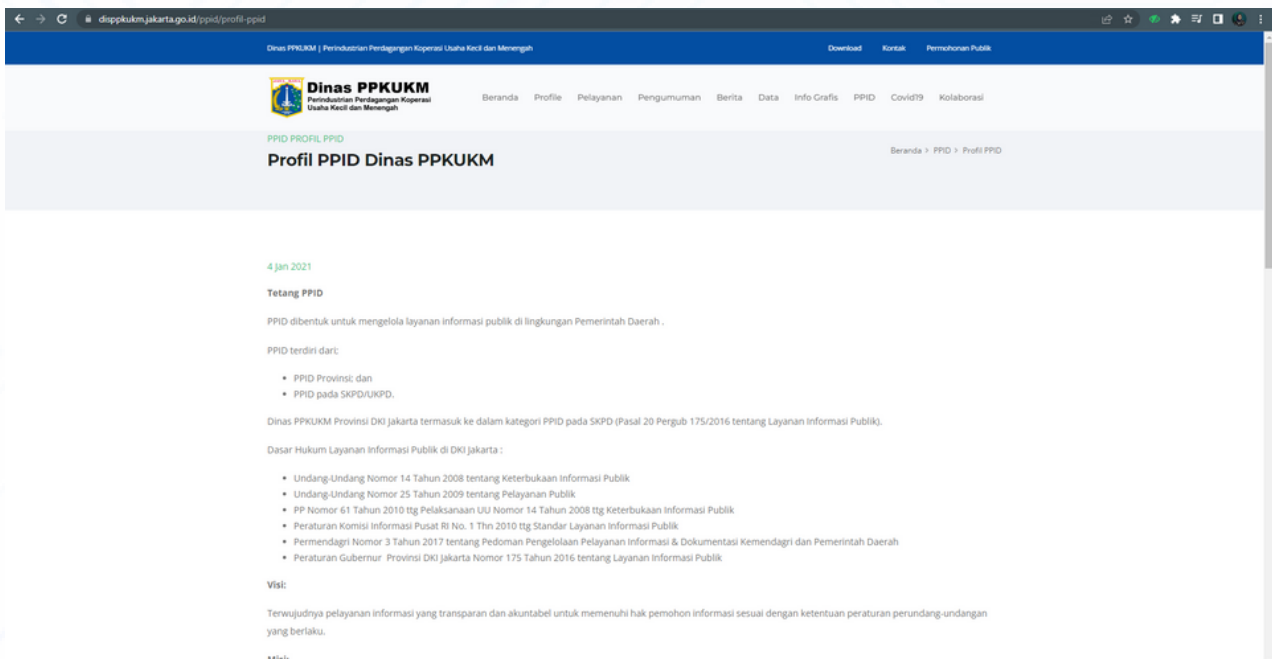 disppkukm.jakarta.go.id/ppid/profil-ppid
Dinas PPKUKM | Perindustrian Perdagangan Koperasi Usaha Kecil dan Menengah
Download Kontak Permohonan Publik
Dinas PPKUKM
Perindustrian Perdagangan Koperasi
Usaha Kecil dan Menengah
Beranda Profile Pelayanan Pengumuman Berita Data Info Grafis PPID Covid19 Kolaborasi
PPID PROFIL PPID
Profil PPID Dinas PPKUKM
Beranda > PPID > Profil PPID
4 Jan 2021
Tetang PPID
PPID dibentuk untuk mengelola layanan informasi publik di lingkungan Pemerintah Daerah .
PPID terdiri dari:
• PPID Provinsi; dan
• PPID pada SKPD/UKPD.
Dinas PPKUKM Provinsi DKI Jakarta termasuk ke dalam kategori PPID pada SKPD (Pasal 20 Pergub 175/2016 tentang Layanan Informasi Publik).
Dasar Hukum Layanan Informasi Publik di DKI Jakarta :
• Undang-Undang Nomor 14 Tahun 2008 tentang Keterbukaan Informasi Publik
• Undang-Undang Nomor 25 Tahun 2009 tentang Pelayanan Publik
• PP Nomor 61 Tahun 2010 ttg Pelaksanaan UU Nomor 14 Tahun 2008 ttg Keterbukaan Informasi Publik
• Peraturan Komisi Informasi Pusat RI No. 1 Thn 2010 ttg Standar Layanan Informasi Publik
• Permendagri Nomor 3 Tahun 2017 tentang Pedoman Pengelolaan Pelayanan Informasi & Dokumentasi Kemendagri dan Pemerintah Daerah
• Peraturan Gubernur Provinsi DKI Jakarta Nomor 175 Tahun 2016 tentang Layanan Informasi Publik
Visi:
Terwujudnya pelayanan informasi yang transparan dan akuntabel untuk memenuhi hak pemohon informasi sesuai dengan ketentuan peraturan perundang-undangan
yang berlaku.